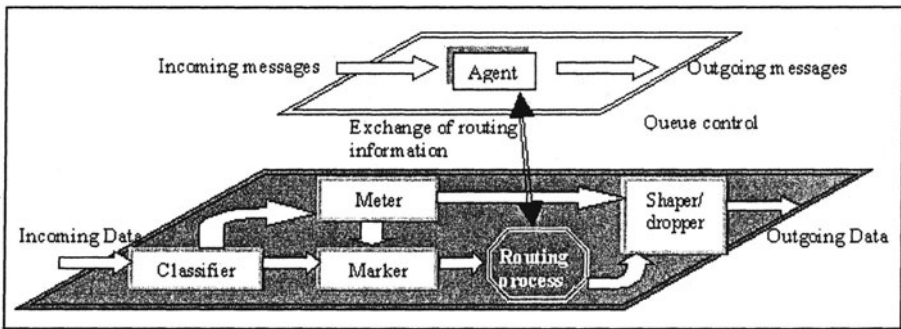 Incoming messages
Agent
Outgoing messages
Exchange of routing
information
Queue control
Meter
Shaper/
dropper
Incoming Data
Classifier
Marker
Routing
process
Outgoing Data